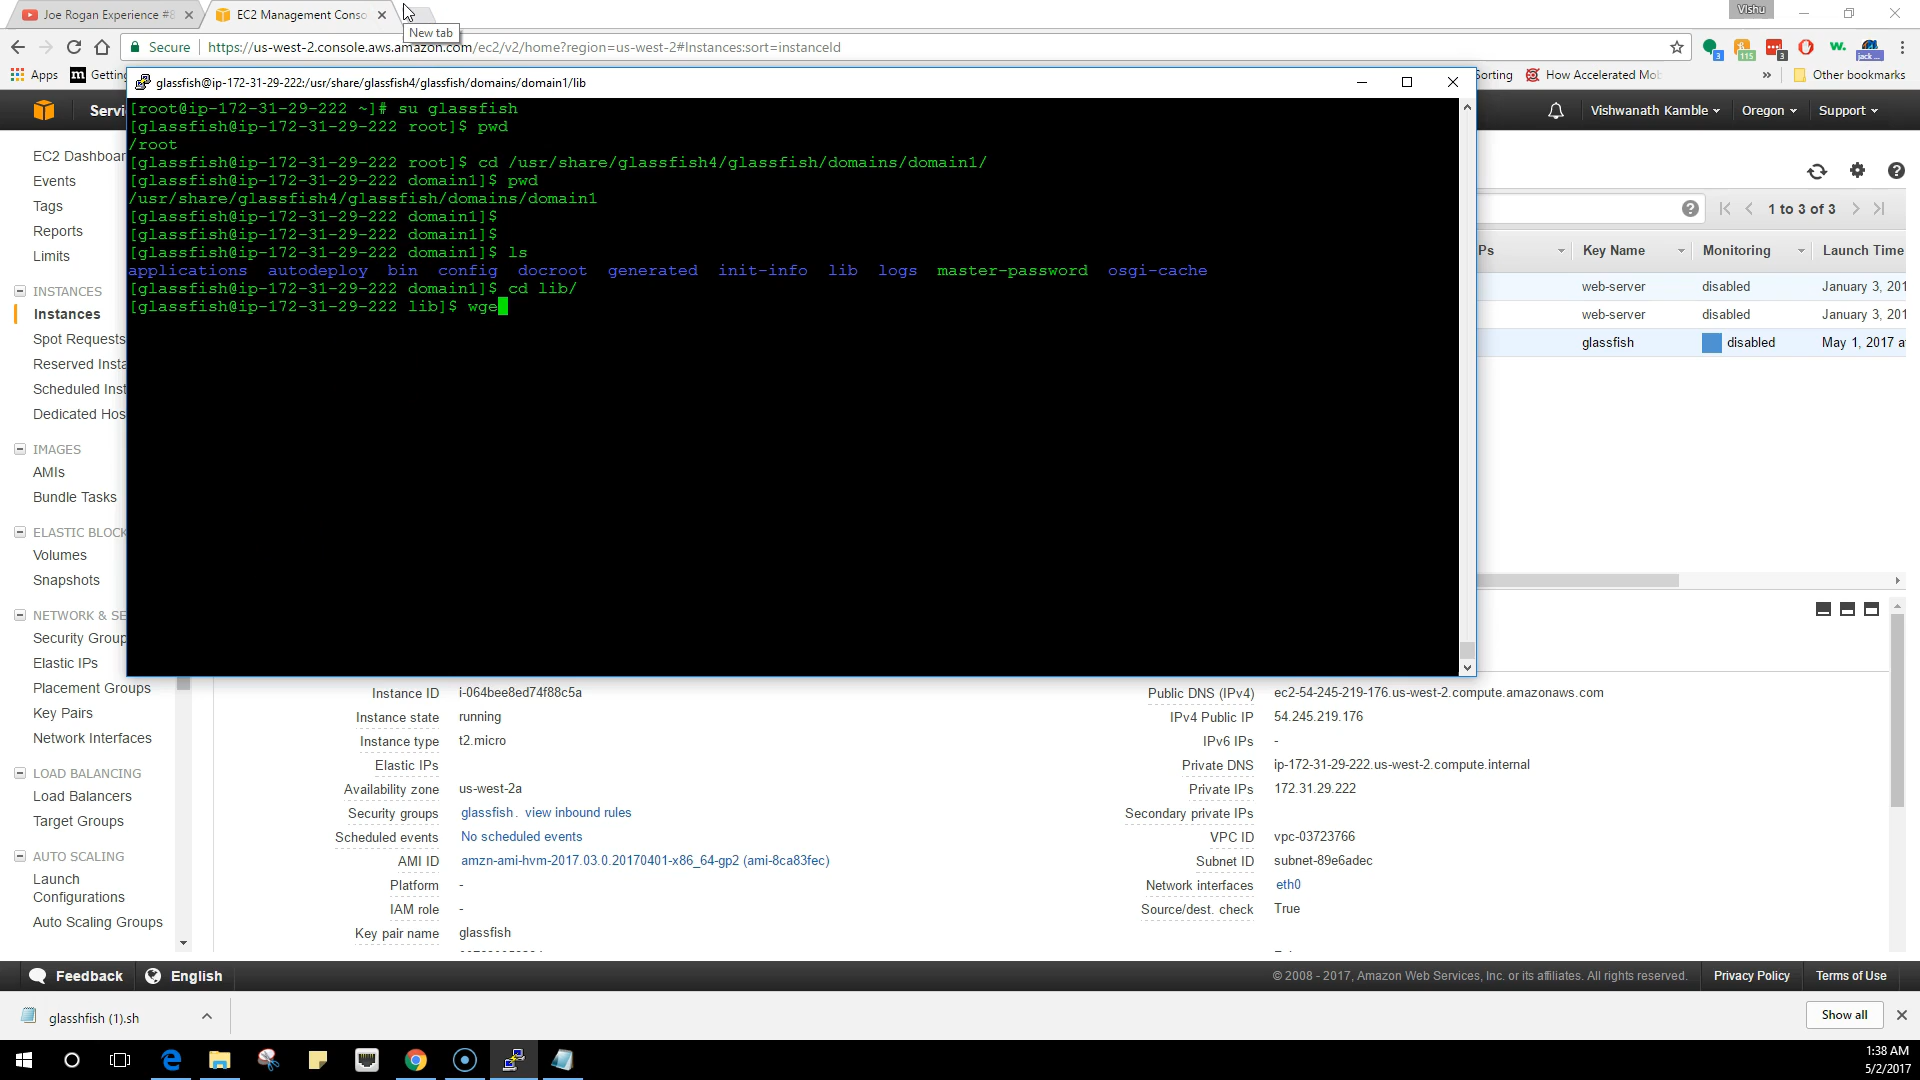 Joe Rogan Experience #8
EC2 Management Conso
Vishu
New tab
Secure
https://us-west-2.console.aws.amazon.com/ec2/v2/home?region=us-west-2#Instances:sort=instanceId
3
115
3
w.
jack ...
Apps
Getting
Sorting
How Accelerated Mob
»
Other bookmarks
glassfish@ip-172-31-29-222:/usr/share/glassfish4/glassfish/domains/domain1/lib
Servi
Vishwanath Kamble
Oregon
Support
[root@ip-172-31-29-222 ~]# su glassfish
[glassfish@ip-172-31-29-222 root]$ pwd
/root
[glassfish@ip-172-31-29-222 root]$ cd /usr/share/glassfish4/glassfish/domains/domain1/
[glassfish@ip-172-31-29-222 domain1]$ pwd
/usr/share/glassfish4/glassfish/domains/domain1
[glassfish@ip-172-31-29-222 domain1]$
[glassfish@ip-172-31-29-222 domain1]$
[glassfish@ip-172-31-29-222 domain1]$ ls
applications autodeploy bin config docroot generated init-info lib logs master-password osgi-cache
[glassfish@ip-172-31-29-222 domain1]$ cd lib/
[glassfish@ip-172-31-29-222 lib]$ wge
EC2 Dashboar
Events
Tags
Reports
Limits
INSTANCES
Instances
Spot Requests
Reserved Insta
Scheduled Inst
Dedicated Hos
IMAGES
AMIs
Bundle Tasks
ELASTIC BLOCK
Volumes
Snapshots
NETWORK & SE
Security Group
Elastic IPs
Placement Groups
Key Pairs
Network Interfaces
LOAD BALANCING
Load Balancers
Target Groups
AUTO SCALING
Launch
Configurations
Auto Scaling Groups
1 to 3 of 3
Ps
Key Name
Monitoring
Launch Time
web-server disabled January 3, 201
web-server disabled January 3, 201
glassfish disabled May 1, 2017 a
Instance ID i-064bee8ed74f88c5a
Instance state running
Instance type t2.micro
Elastic IPs
Availability zone us-west-2a
Security groups glassfish. view inbound rules
Scheduled events No scheduled events
AMI ID amzn-ami-hvm-2017.03.0.20170401-x86_64-gp2 (ami-8ca83fec)
Platform -
IAM role -
Key pair name glassfish
Public DNS (IPv4) ec2-54-245-219-176.us-west-2.compute.amazonaws.com
IPv4 Public IP 54.245.219.176
IPv6 IPs -
Private DNS ip-172-31-29-222.us-west-2.compute.internal
Private IPs 172.31.29.222
Secondary private IPs
VPC ID vpc-03723766
Subnet ID subnet-89e6adec
Network interfaces eth0
Source/dest. check True
Feedback
English
© 2008 - 2017, Amazon Web Services, Inc. or its affiliates. All rights reserved.
Privacy Policy
Terms of Use
glasshfish (1).sh
Show all
1:38 AM
5/2/2017